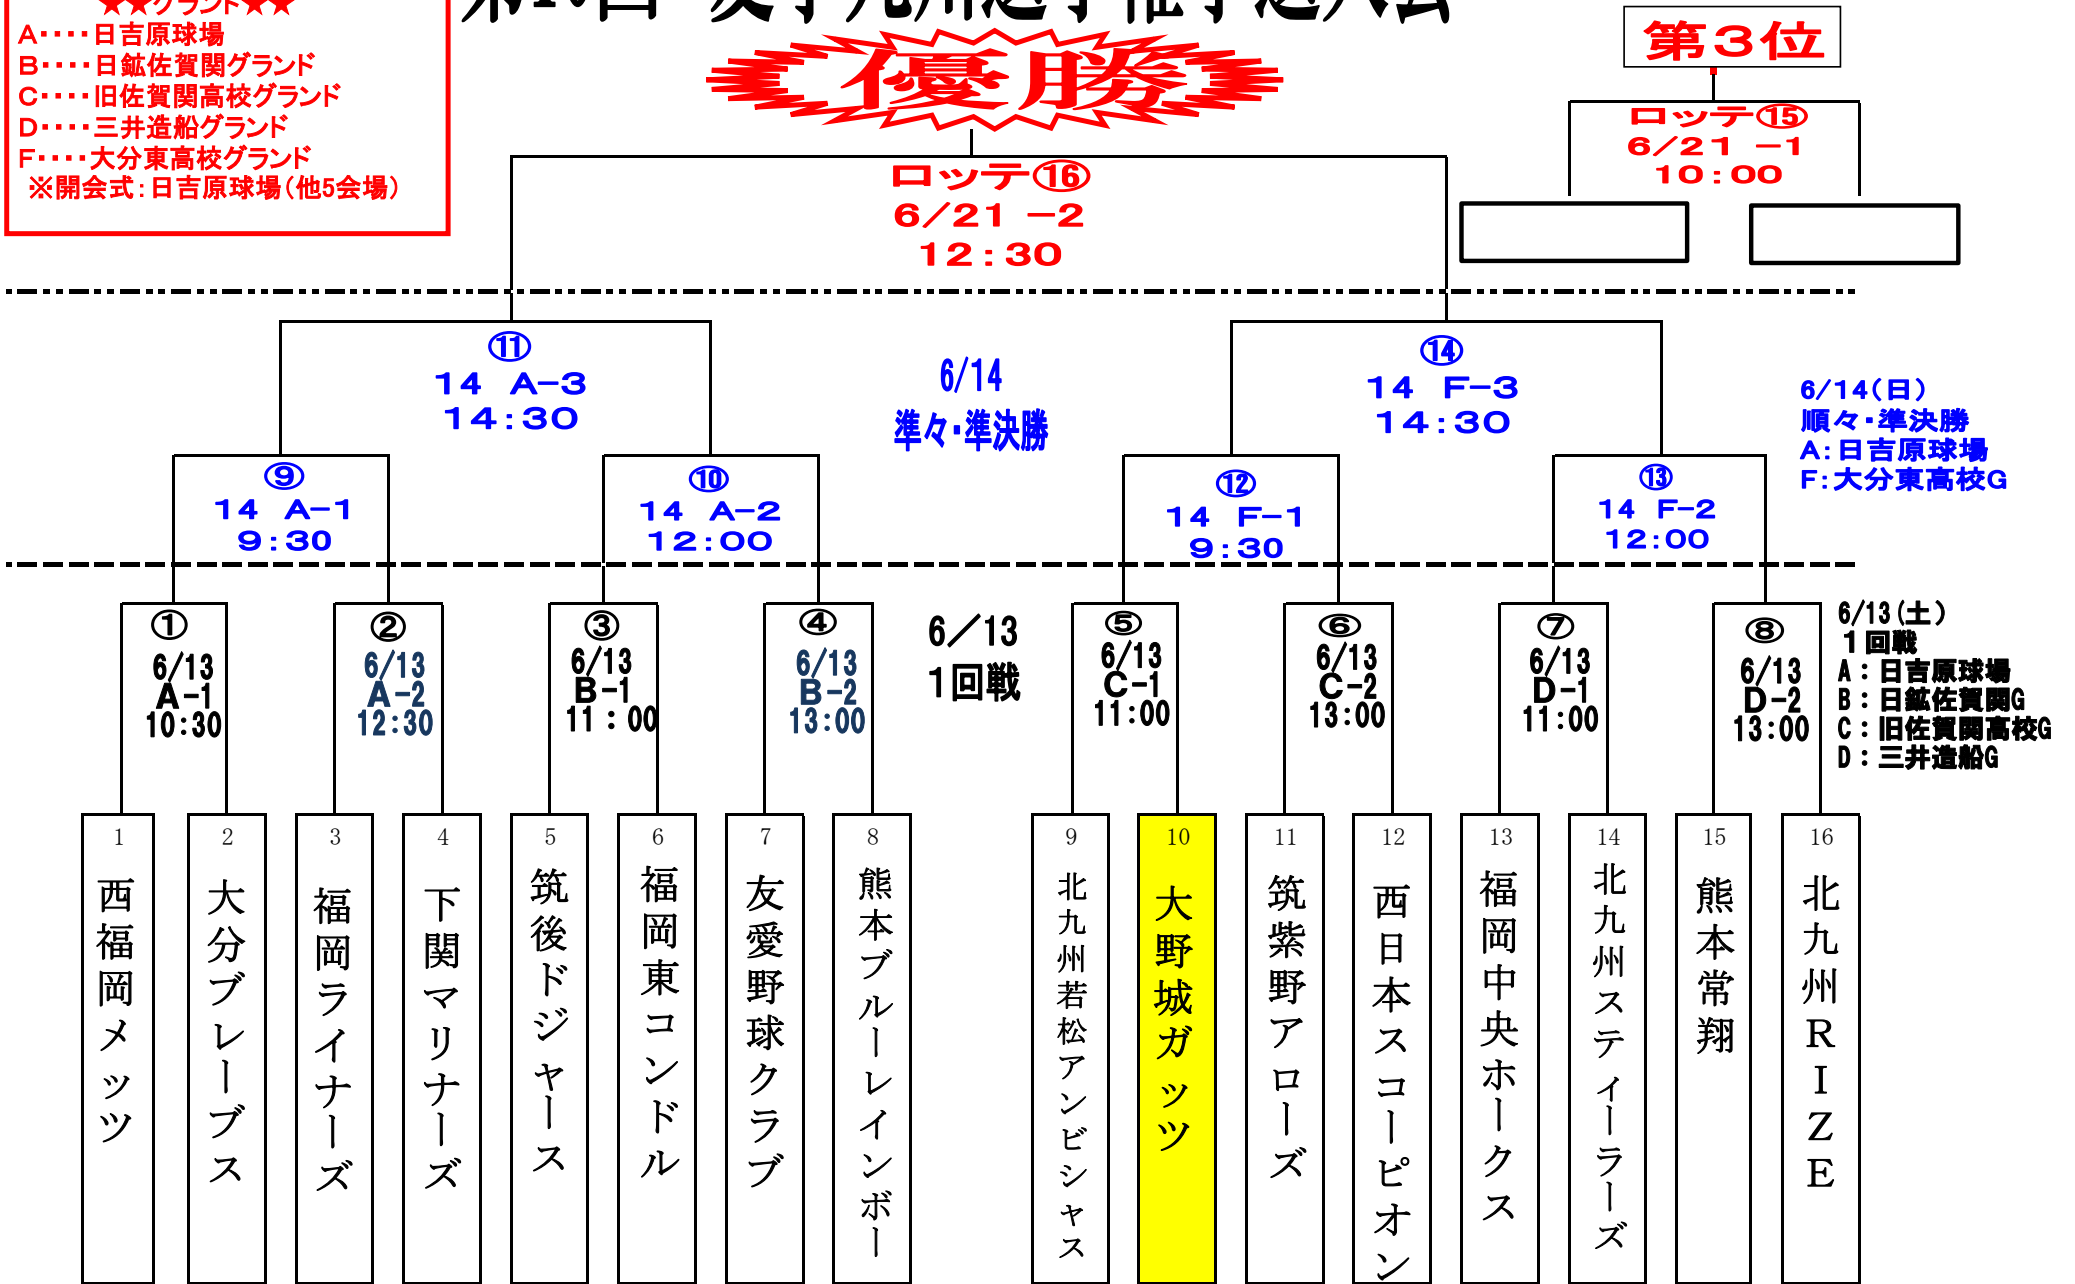 ★★グランド★★
A････日吉原球場
B････日鉱佐賀関グランド
C････旧佐賀関高校グランド
D････三井造船グランド
F････大分東高校グランド
※開会式：日吉原球場（他5会場）
優勝
第３位
ロッテ⑮
6/21 －1
10：00
ロッテ⑯
6/21 －2
12：30
⑪
14 A－3
14：30
6/14
準々・準決勝
⑭
14 F－3
14：30
6/14（日）
順々・準決勝
A：日吉原球場
F：大分東高校G
⑨
14 A－1
9：30
⑩
14 A－2
12：00
⑫
14 F－1
9：30
⑬
14 F－2
12：00
①
6/13
A－1
10：30
②
6/13
A－2
12：30
③
6/13
B－1
11：00
④
6/13
B－2
13：00
6／13
1回戦
⑤
6/13
C－1
11：00
⑥
6/13
C－2
13：00
⑦
6/13
D－1
11：00
⑧
6/13
D－2
13：00
6/13（土）
１回戦
A：日吉原球場
B：日鉱佐賀関G
C：旧佐賀関高校G
D：三井造船G
1 西福岡メッツ
2 大分ブレーブス
3 福岡ライナーズ
4 下関マリナーズ
5 筑後ドジャース
6 福岡東コンドル
7 友愛野球クラブ
8 熊本ブルーレインボー
9 北九州若松アンビシャス
10 大野城ガッツ
11 筑紫野アローズ
12 西日本スコーピオン
13 福岡中央ホークス
14 北九州スティーラーズ
15 熊本常翔
16 北九州ＲＩＺＥ